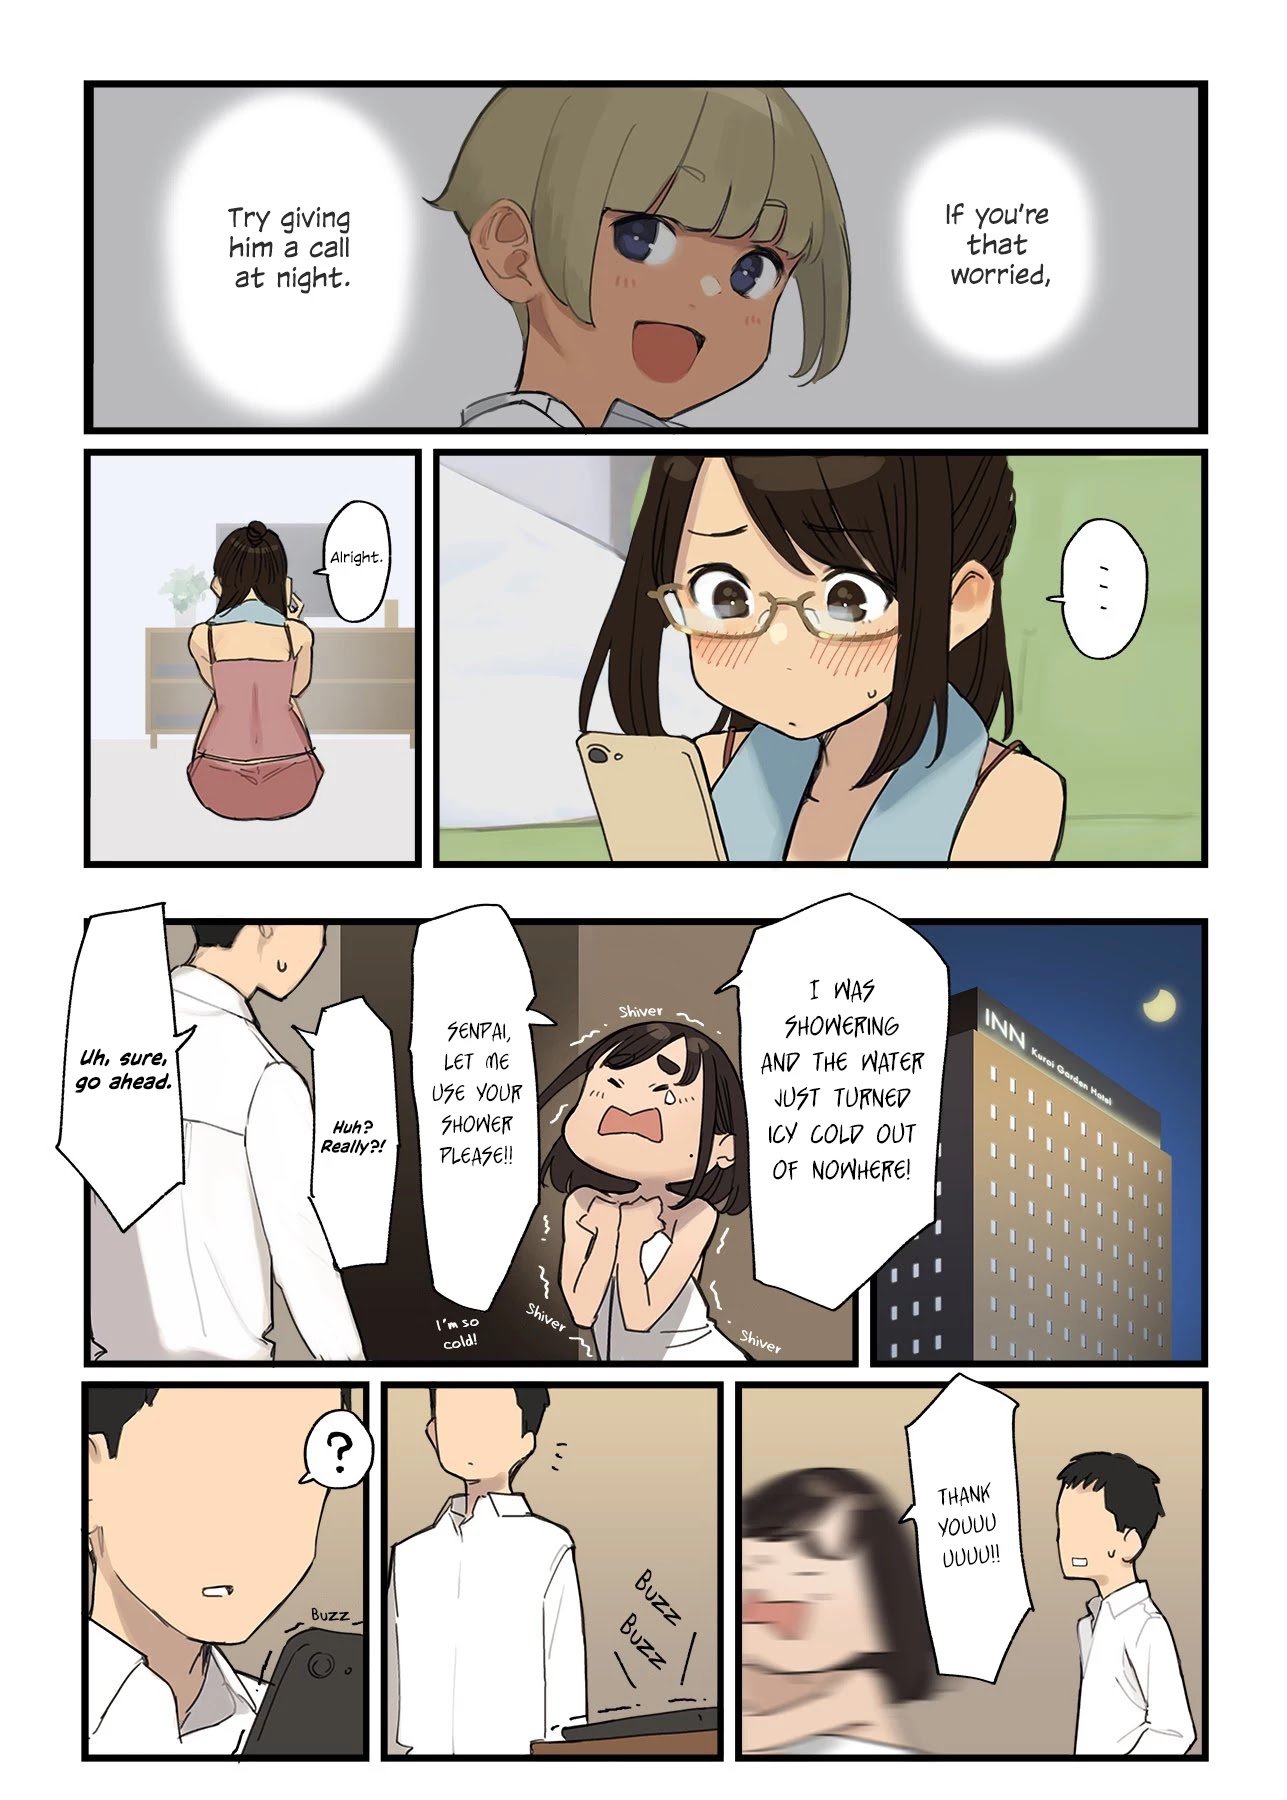 If you're
that
worried,
Try giving
him a call
at night.
...
Alright.
INN
Kuroi Garden Hotel
I WAS
SHOWERING
AND THE WATER
JUST TURNED
ICY COLD OUT
OF NOWHERE!
Shiver
Shiver
Shiver
SENPAI,
LET ME
USE YOUR
SHOWER
PLEASE!!
I'm so
cold!
Huh?
Really?!
Uh, sure,
go ahead.
THANK
YOUUU
UUUU!!
Buzz
Buzz
?
Buzz